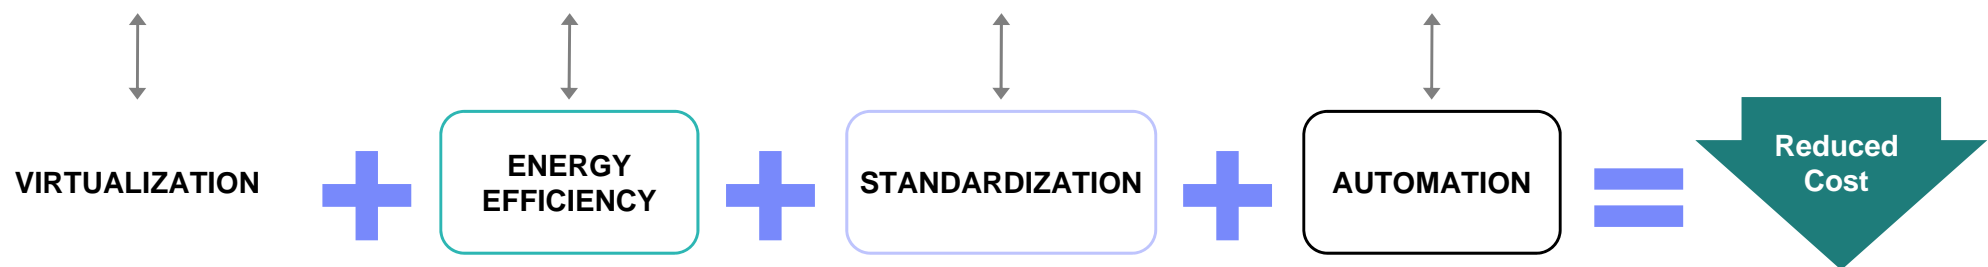 VIRTUALIZATION
ENERGY
EFFICIENCY
STANDARDIZATION
AUTOMATION
Reduced
Cost